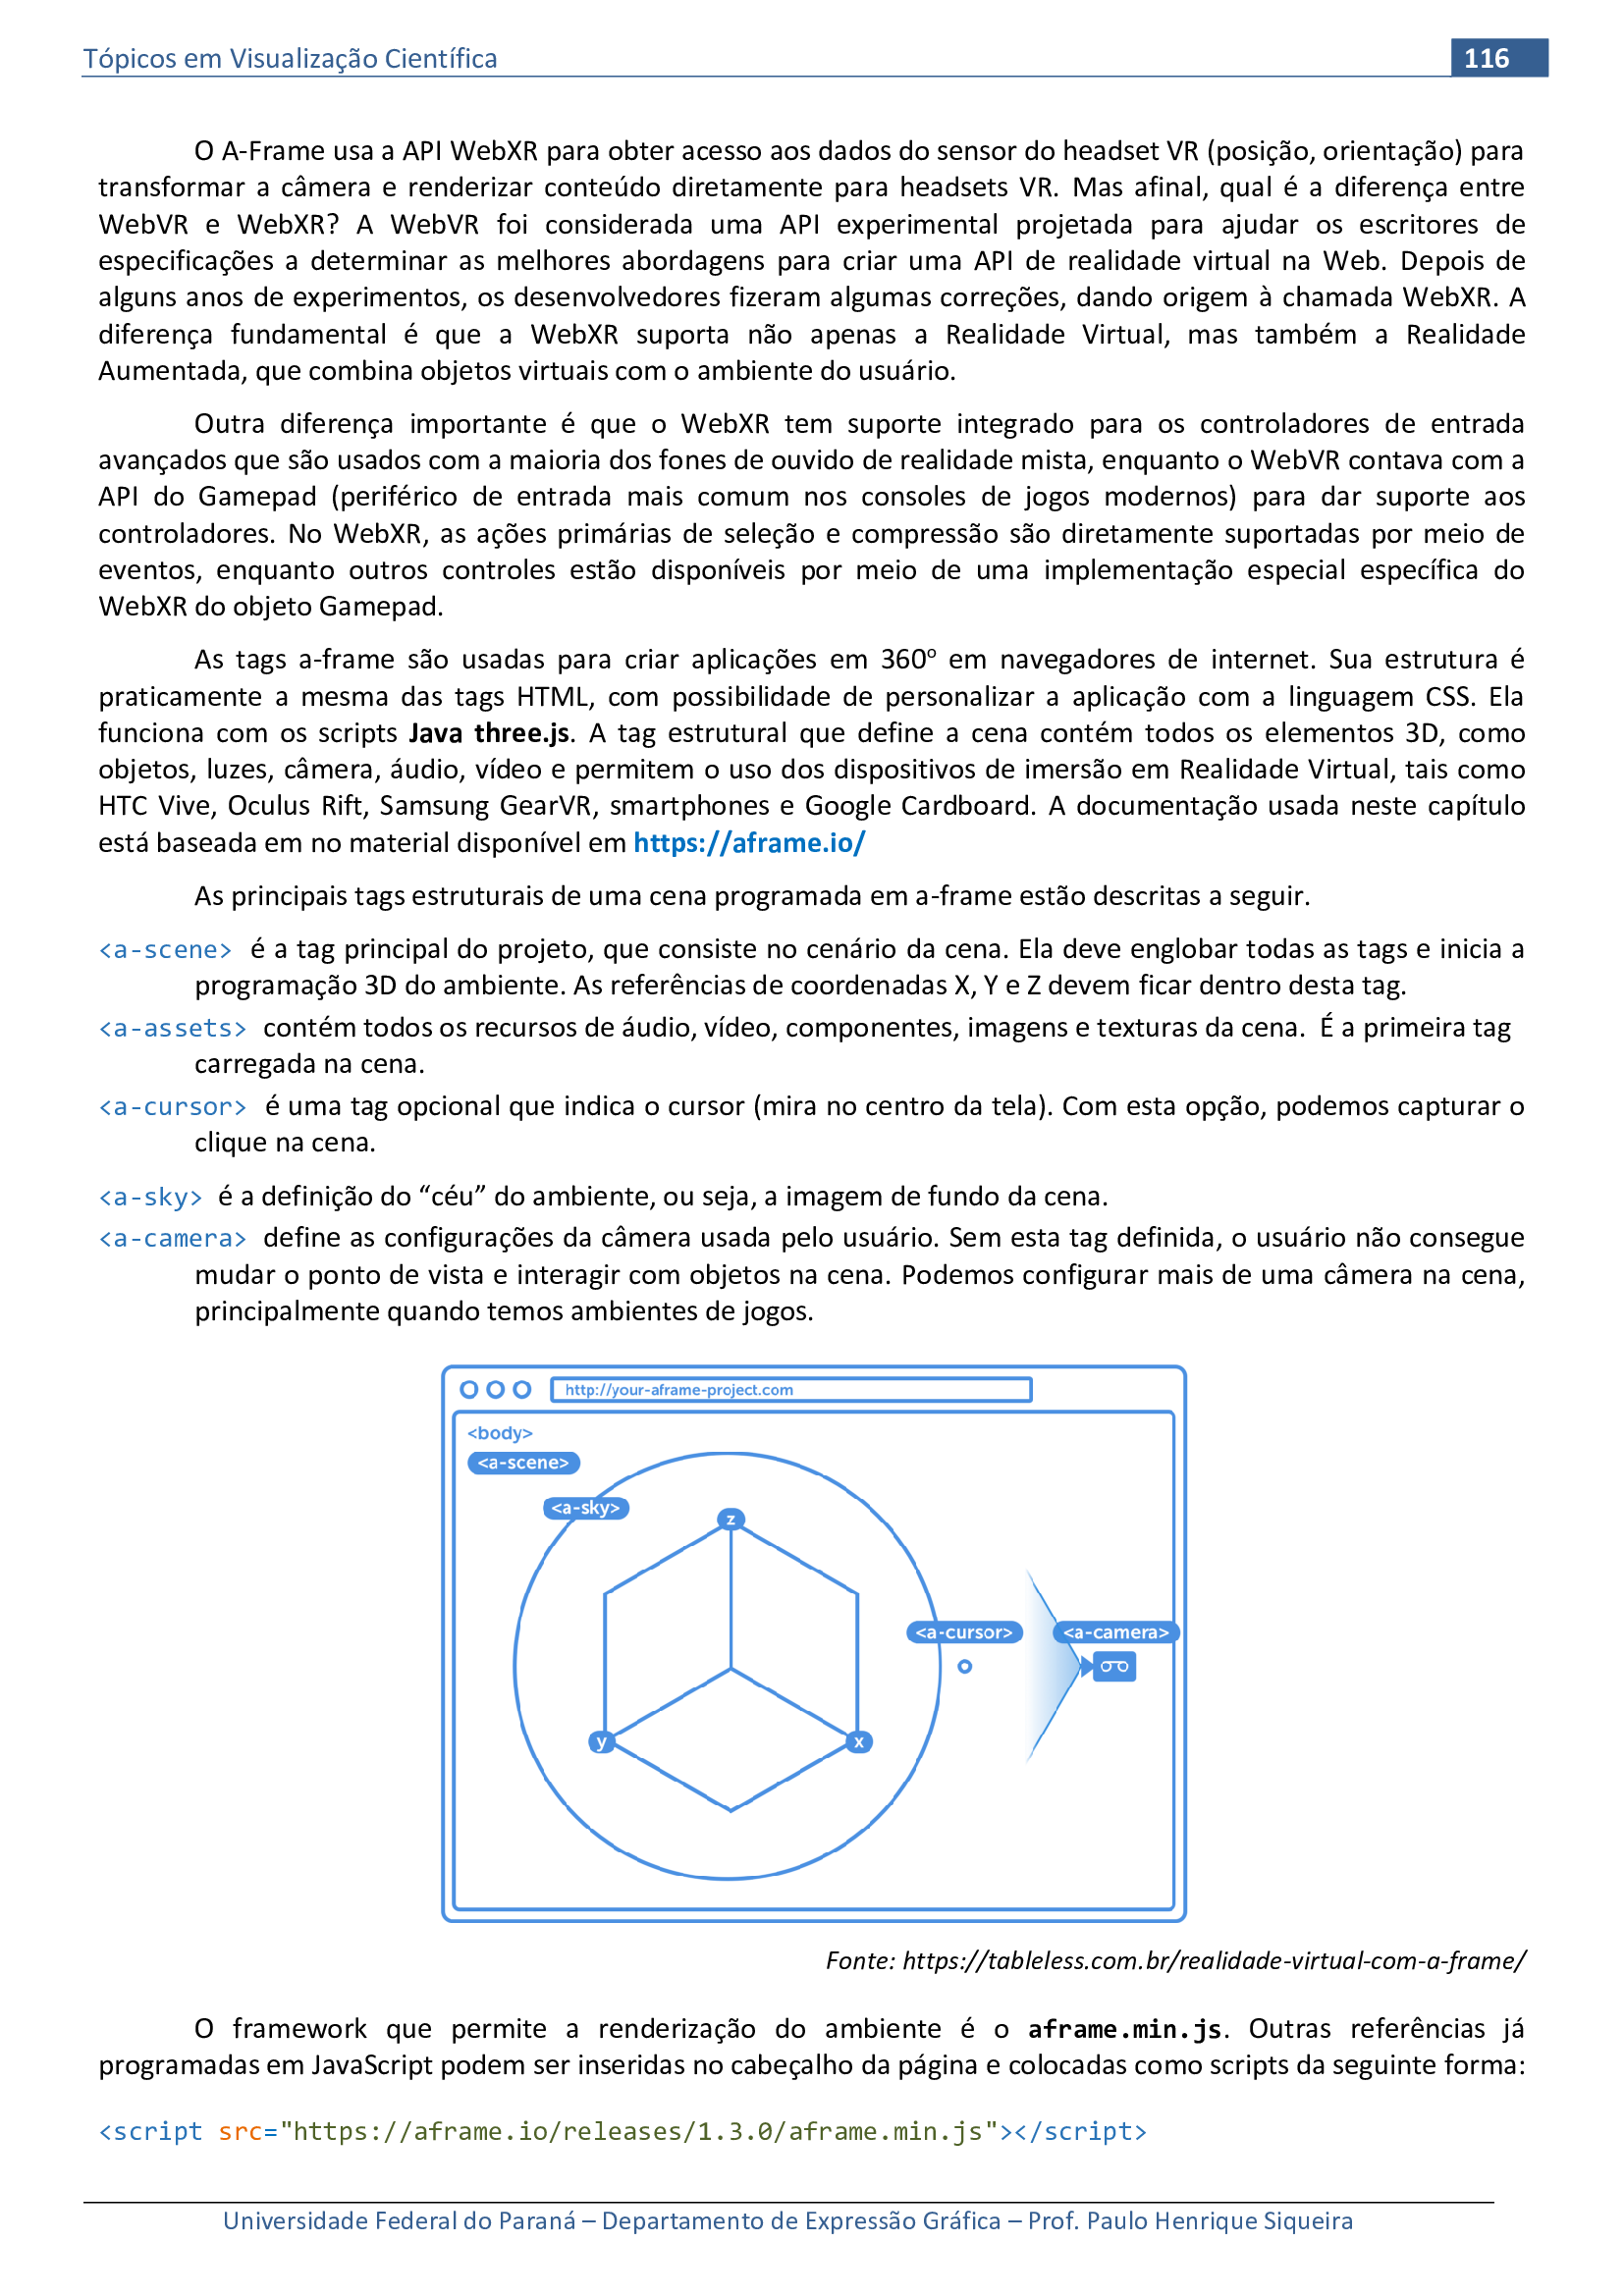 Tópicos em Visualização Científica 116
O A-Frame usa a API WebXR para obter acesso aos dados do sensor do headset VR (posição, orientação) para
transformar a câmera e renderizar conteúdo diretamente para headsets VR. Mas afinal, qual é a diferença entre
WebVR e WebXR? A WebVR foi considerada uma API experimental projetada para ajudar os escritores de
especificações a determinar as melhores abordagens para criar uma API de realidade virtual na Web. Depois de
alguns anos de experimentos, os desenvolvedores fizeram algumas correções, dando origem à chamada WebXR. A
diferença fundamental é que a WebXR suporta não apenas a Realidade Virtual, mas também a Realidade
Aumentada, que combina objetos virtuais com o ambiente do usuário.
Outra diferença importante é que o WebXR tem suporte integrado para os controladores de entrada
avançados que são usados com a maioria dos fones de ouvido de realidade mista, enquanto o WebVR contava com a
API do Gamepad (periférico de entrada mais comum nos consoles de jogos modernos) para dar suporte aos
controladores. No WebXR, as ações primárias de seleção e compressão são diretamente suportadas por meio de
eventos, enquanto outros controles estão disponíveis por meio de uma implementação especial específica do
WebXR do objeto Gamepad.
As tags a-frame são usadas para criar aplicações em 360º em navegadores de internet. Sua estrutura é
praticamente a mesma das tags HTML, com possibilidade de personalizar a aplicação com a linguagem CSS. Ela
funciona com os scripts Java three.js. A tag estrutural que define a cena contém todos os elementos 3D, como
objetos, luzes, câmera, áudio, vídeo e permitem o uso dos dispositivos de imersão em Realidade Virtual, tais como
HTC Vive, Oculus Rift, Samsung GearVR, smartphones e Google Cardboard. A documentação usada neste capítulo
está baseada em no material disponível em https://aframe.io/
As principais tags estruturais de uma cena programada em a-frame estão descritas a seguir.
<a-scene> é a tag principal do projeto, que consiste no cenário da cena. Ela deve englobar todas as tags e inicia a
programação 3D do ambiente. As referências de coordenadas X, Y e Z devem ficar dentro desta tag.
<a-assets> contém todos os recursos de áudio, vídeo, componentes, imagens e texturas da cena. É a primeira tag
carregada na cena.
<a-cursor> é uma tag opcional que indica o cursor (mira no centro da tela). Com esta opção, podemos capturar o
clique na cena.
<a-sky> é a definição do “céu” do ambiente, ou seja, a imagem de fundo da cena.
<a-camera> define as configurações da câmera usada pelo usuário. Sem esta tag definida, o usuário não consegue
mudar o ponto de vista e interagir com objetos na cena. Podemos configurar mais de uma câmera na cena,
principalmente quando temos ambientes de jogos.
http://your-aframe-project.com
<body>
<a-scene>
<a-sky>
z
<a-cursor> <a-camera>
y x
Fonte: https://tableless.com.br/realidade-virtual-com-a-frame/
O framework que permite a renderização do ambiente é o aframe.min.js. Outras referências já
programadas em JavaScript podem ser inseridas no cabeçalho da página e colocadas como scripts da seguinte forma:
<script src="https://aframe.io/releases/1.3.0/aframe.min.js"></script>
Universidade Federal do Paraná – Departamento de Expressão Gráfica – Prof. Paulo Henrique Siqueira